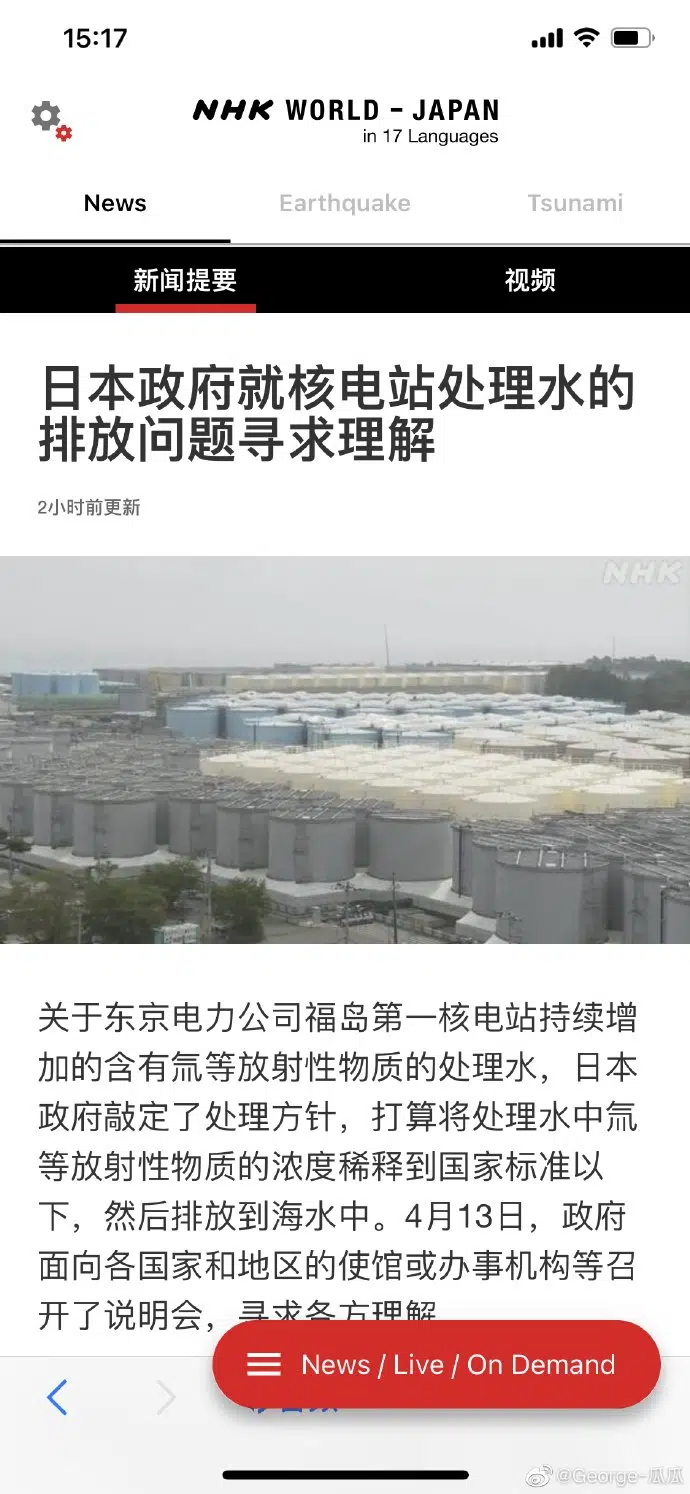 15:17
NHK WORLD - JAPAN
in 17 Languages
News Earthquake Tsunami
新闻提要 视频
日本政府就核电站处理水的
排放问题寻求理解
2小时前更新
NHK
关于东京电力公司福岛第一核电站持续增
加的含有氚等放射性物质的处理水，日本
政府敲定了处理方针，打算将处理水中氚
等放射性物质的浓度稀释到国家标准以
下，然后排放到海水中。4月13日，政府
面向各国家和地区的使馆或办事机构等召
开了说明会，寻求各方理解
News / Live / On Demand
@George-瓜瓜